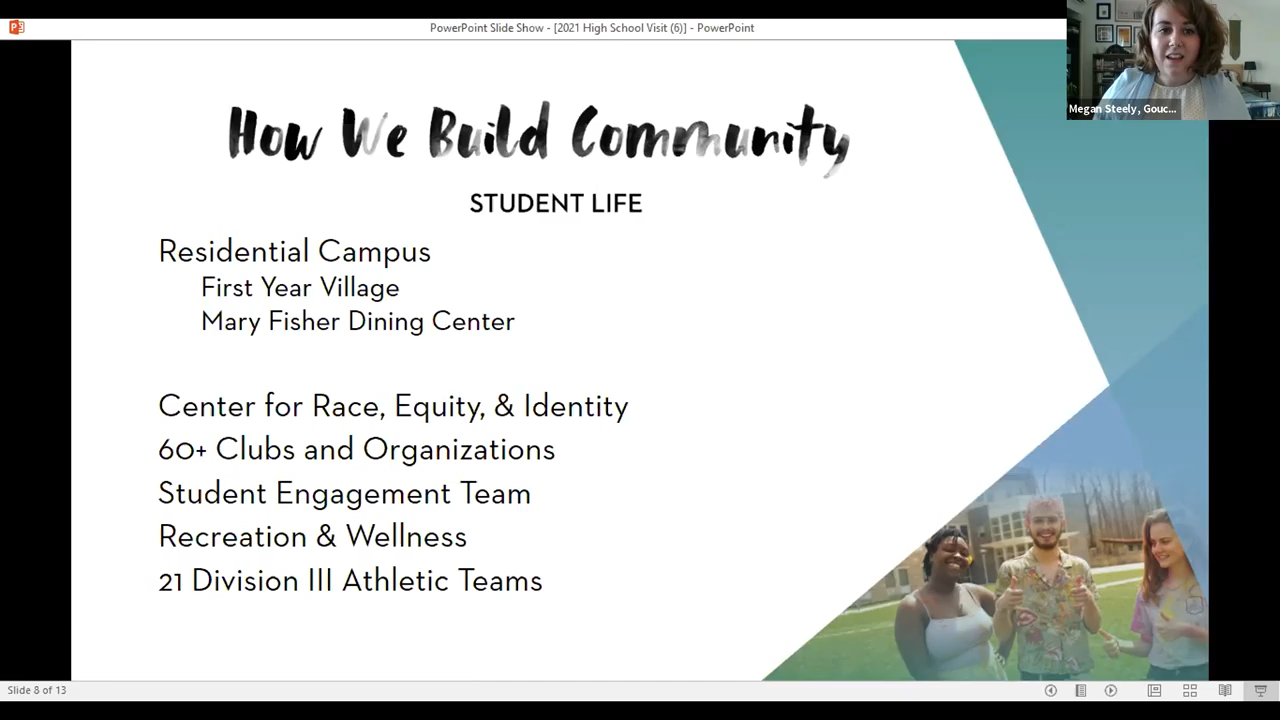 PowerPoint Slide Show - [2021 High School Visit (6)] - PowerPoint
Megan Steely, Gouc...
How We Build Community
STUDENT LIFE
Residential Campus
First Year Village
Mary Fisher Dining Center
Center for Race, Equity, & Identity
60+ Clubs and Organizations
Student Engagement Team
Recreation & Wellness
21 Division III Athletic Teams
Slide 8 of 13